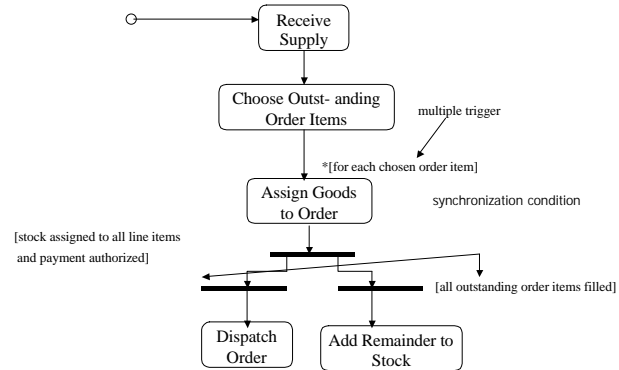 Receive
Supply
Choose Outst- anding
Order Items
multiple trigger
*[for each chosen order item]
Assign Goods
to Order
synchronization condition
[stock assigned to all line items
and payment authorized]
[all outstanding order items filled]
Dispatch
Order
Add Remainder to
Stock